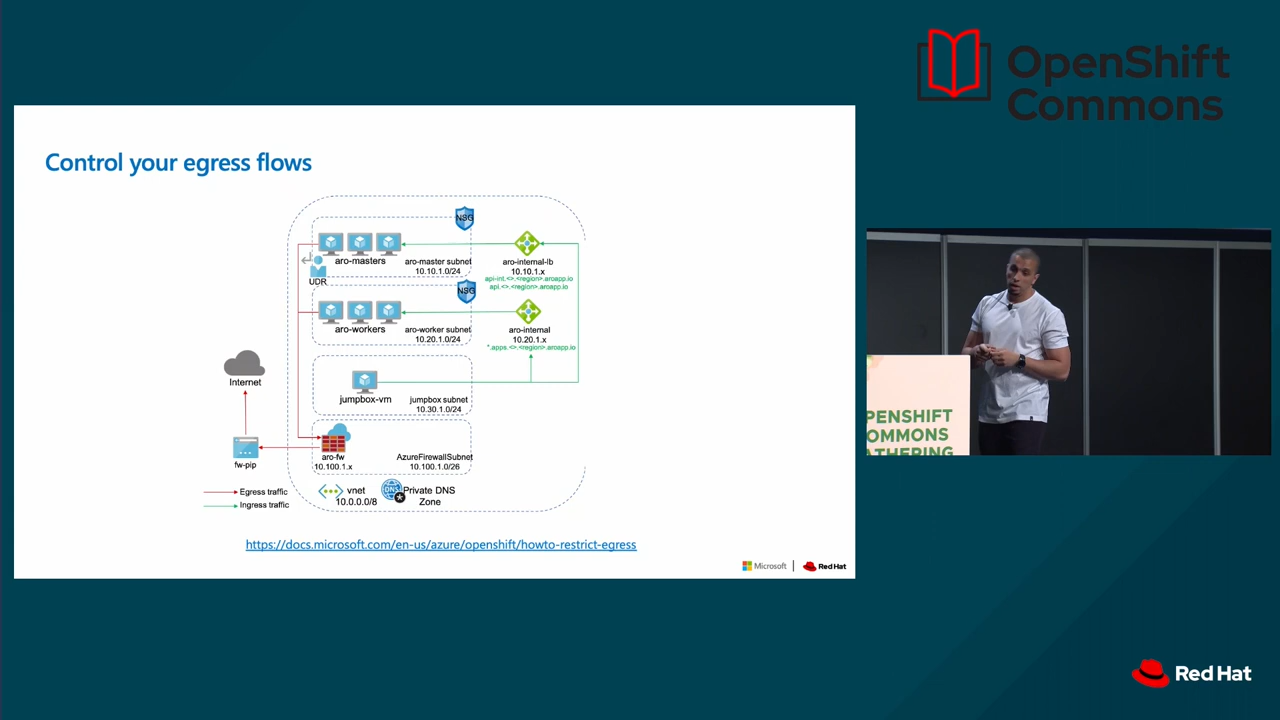 OpenShift
Commons
Control your egress flows
NSG
aro-masters
aro-master subnet
10.10.1.0/24
aro-internal-lb
10.10.1.x
api-int.<>.<region>.aroapp.io
api.<>.<region>.aroapp.io
UDR
NSG
aro-workers
aro-worker subnet
10.20.1.0/24
aro-internal
10.20.1.x
*.apps.<>.<region>.aroapp.io
Internet
jumpbox-vm
jumpbox subnet
10.30.1.0/24
fw-pip
aro-fw
10.100.1.x
AzureFirewallSubnet
10.100.1.0/26
Egress traffic
Ingress traffic
vnet
10.0.0.0/8
DNS
Private DNS
Zone
https://docs.microsoft.com/en-us/azure/openshift/howto-restrict-egress
Microsoft
Red Hat
PENSHIFT
OMMONS
ATHERING
Red Hat